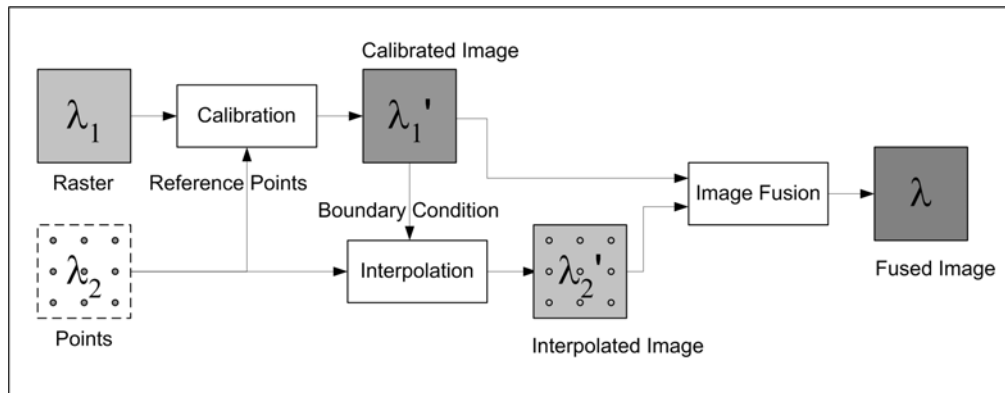 Calibrated Image
λ1
Calibration
λ1'
Raster
Reference Points
Boundary Condition
Image Fusion
λ
λ2
Interpolation
λ2'
Fused Image
Points
Interpolated Image